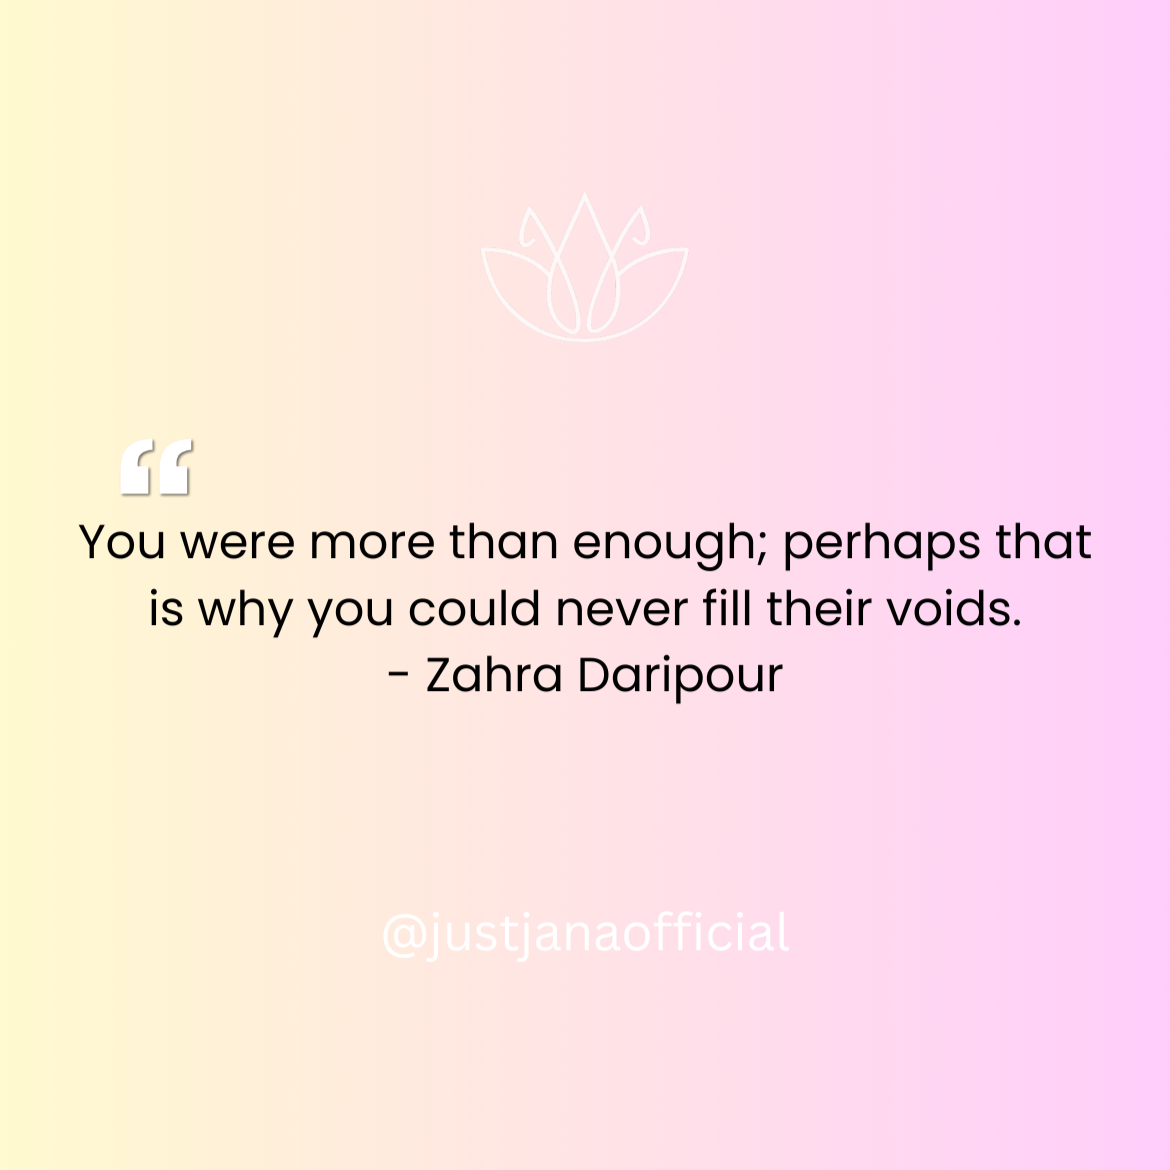 “
You were more than enough; perhaps that
is why you could never fill their voids.
- Zahra Daripour
@justjanaofficial